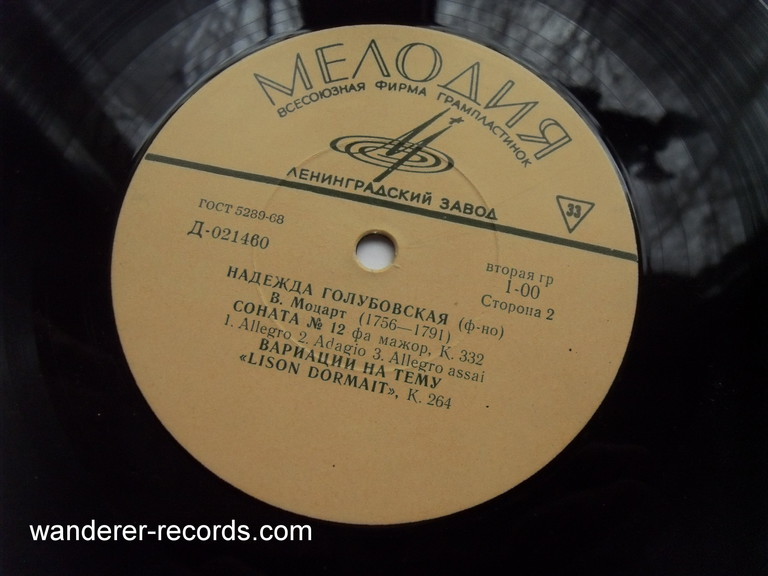 МЕЛОДИЯ
ВСЕСОЮЗНАЯ ФИРМА ГРАМПЛАСТИНОК
ЛЕНИНГРАДСКИЙ ЗАВОД
33
ГОСТ 5289-68
Д-021460
вторая гр
1-00
Сторона 2
НАДЕЖДА ГОЛУБОВСКАЯ (ф-но)
В. Моцарт (1756—1791)
СОНАТА № 12 фа мажор, К. 332
1. Allegro 2. Adagio 3. Allegro assai
ВАРИАЦИИ НА ТЕМУ
«LISON DORMAIT», К. 264
wanderer-records.com